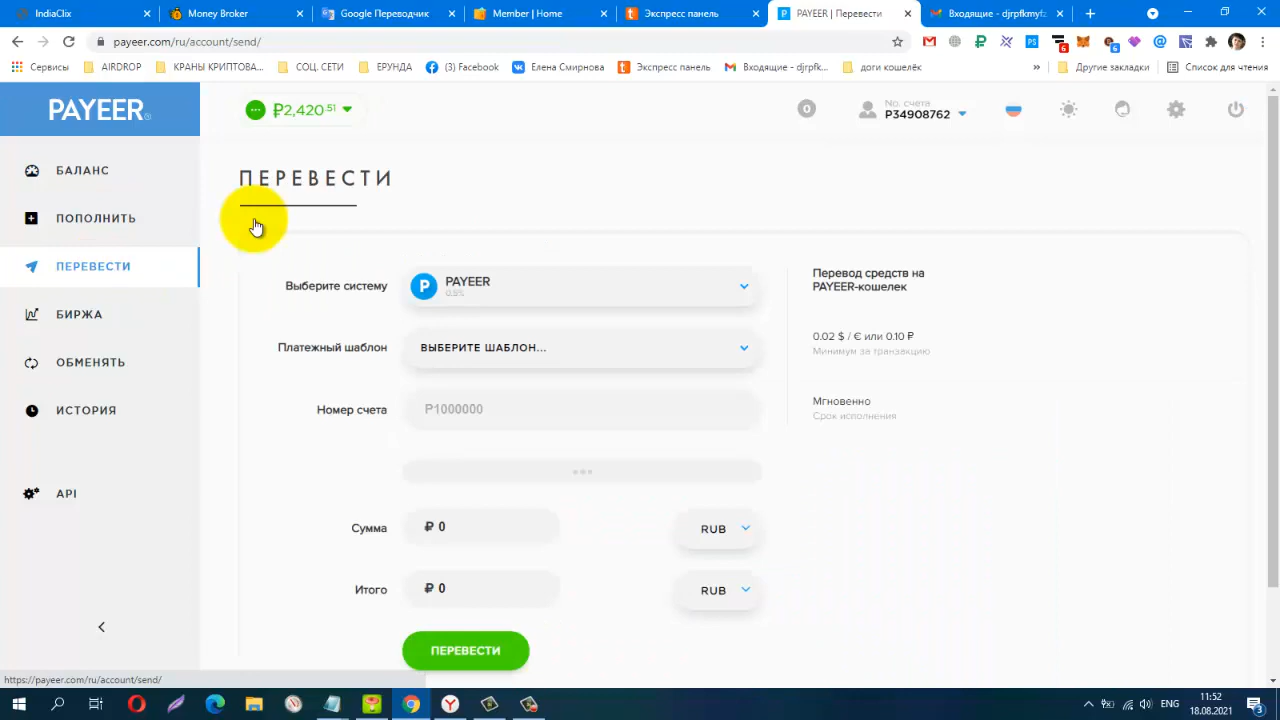 IndiaClix
Money Broker
Google Переводчик
Member | Home
Экспресс панель
PAYEER | Перевести
Входящие - djrpfkmyfz
payeer.com/ru/account/send/
Сервисы
AIRDROP
КРАНЫ КРИПТОВА...
СОЦ. СЕТИ
ЕРУНДА
(3) Facebook
Елена Смирнова
Экспресс панель
Входящие - djrpfk...
доги кошелёк
»
Другие закладки
Список для чтения
PAYEER®
₽2,420.51
0
No. счета
P34908762
БАЛАНС
ПОПОЛНИТЬ
ПЕРЕВЕСТИ
БИРЖА
ОБМЕНЯТЬ
ИСТОРИЯ
API
ПЕРЕВЕСТИ
Выберите систему
PAYEER
0.5%
Платежный шаблон
ВЫБЕРИТЕ ШАБЛОН...
Номер счета
P1000000
Сумма
₽ 0
RUB
Итого
₽ 0
RUB
ПЕРЕВЕСТИ
Перевод средств на
PAYEER-кошелек
0.02 $ / € или 0.10 ₽
Минимум за транзакцию
Мгновенно
Срок исполнения
https://payeer.com/ru/account/send/
ENG
11:52
18.08.2021